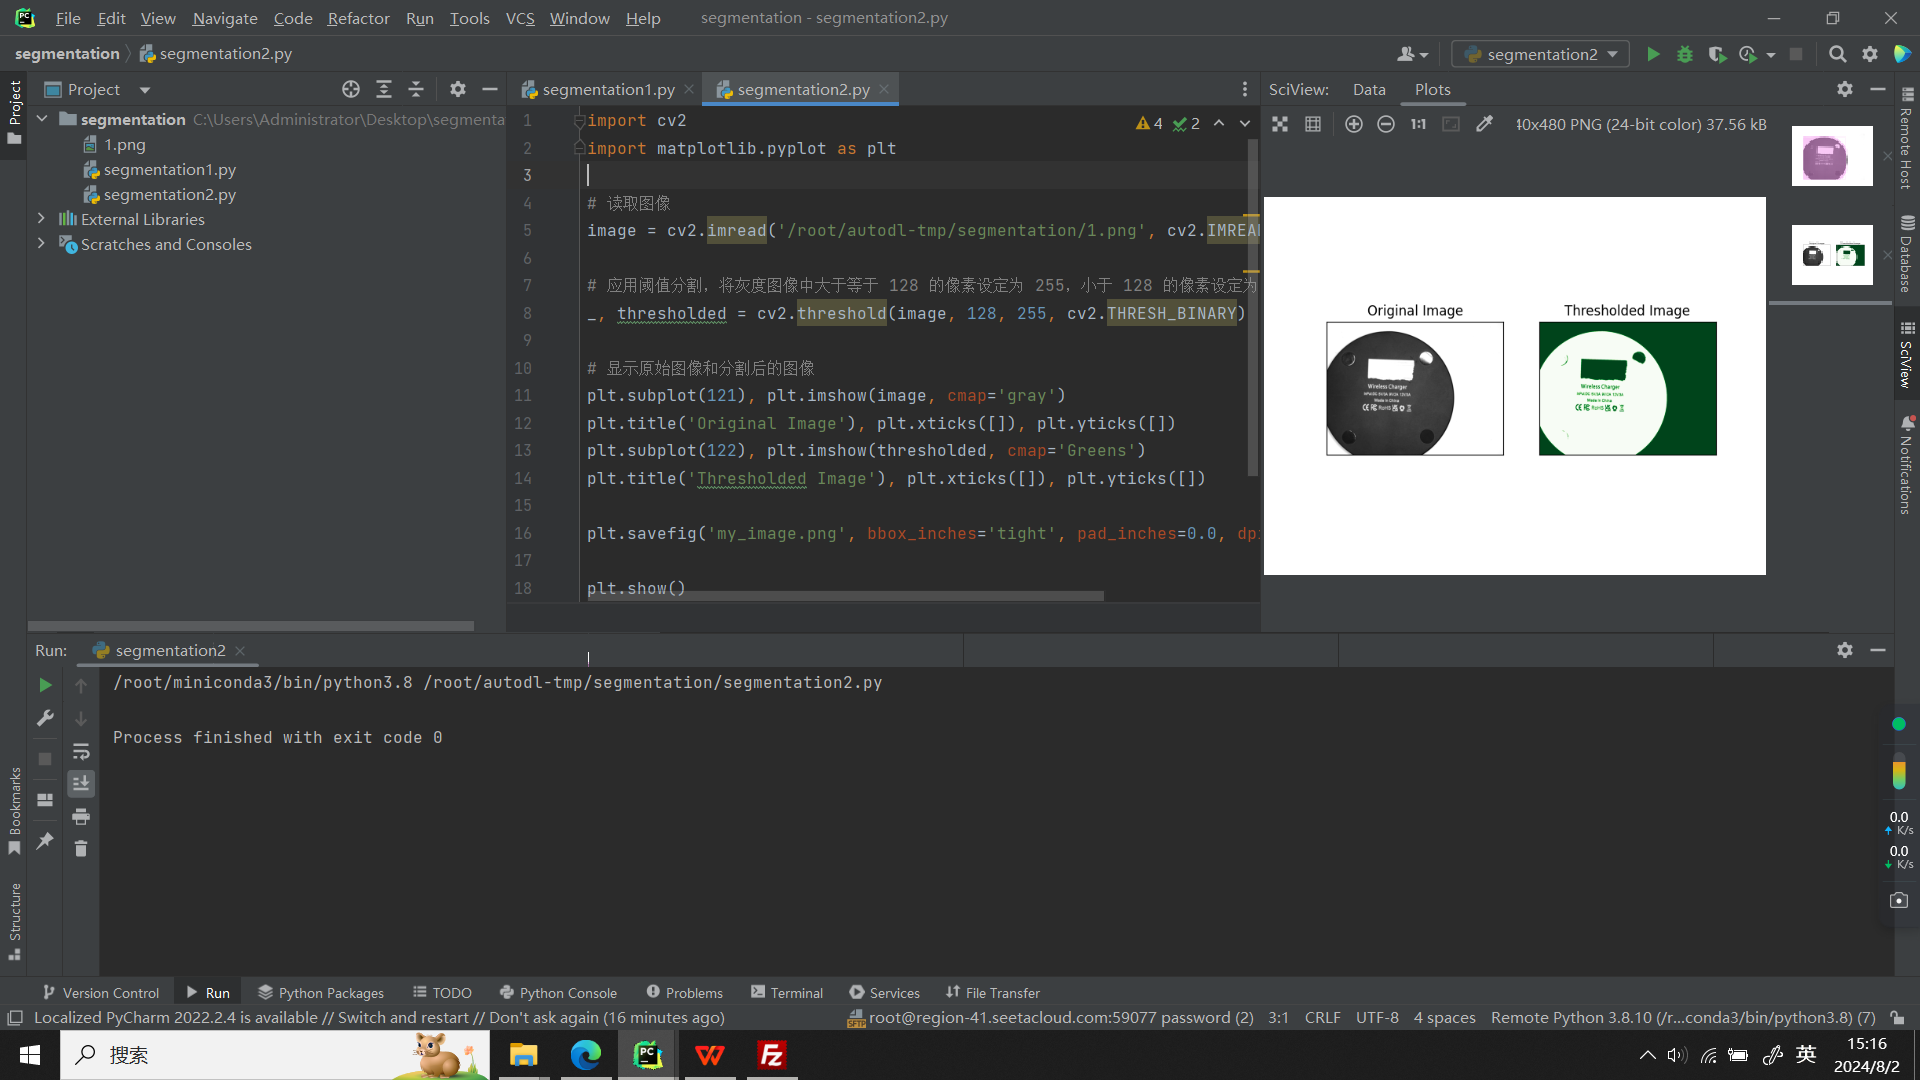 File Edit View Navigate Code Refactor Run Tools VCS Window Help segmentation - segmentation2.py
segmentation segmentation2.py
segmentation2
Project
segmentation1.py
segmentation2.py
SciView: Data Plots
segmentation C:\Users\Administrator\Desktop\segmenta
1.png
segmentation1.py
segmentation2.py
External Libraries
Scratches and Consoles
4 2
1 import cv2
2 import matplotlib.pyplot as plt
3
4 # 读取图像
5 image = cv2.imread('/root/autodl-tmp/segmentation/1.png', cv2.IMREA
6
7 # 应用阈值分割，将灰度图像中大于等于 128 的像素设定为 255，小于 128 的像素设定为
8 _, thresholded = cv2.threshold(image, 128, 255, cv2.THRESH_BINARY)
9
10 # 显示原始图像和分割后的图像
11 plt.subplot(121), plt.imshow(image, cmap='gray')
12 plt.title('Original Image'), plt.xticks([]), plt.yticks([])
13 plt.subplot(122), plt.imshow(thresholded, cmap='Greens')
14 plt.title('Thresholded Image'), plt.xticks([]), plt.yticks([])
15
16 plt.savefig('my_image.png', bbox_inches='tight', pad_inches=0.0, dp
17
18 plt.show()
1:1
40x480 PNG (24-bit color) 37.56 kB
Original Image
Thresholded Image
Wireless Charger
Made in China
Wireless Charger
Made in China
Project
Bookmarks
Structure
Remote Host
Database
SciView
Notifications
Run: segmentation2
/root/miniconda3/bin/python3.8 /root/autodl-tmp/segmentation/segmentation2.py
Process finished with exit code 0
0.0
K/s
0.0
K/s
Version Control Run Python Packages TODO Python Console Problems Terminal Services File Transfer
Localized PyCharm 2022.2.4 is available // Switch and restart // Don't ask again (16 minutes ago)
SFTP root@region-41.seetacloud.com:59077 password (2) 3:1 CRLF UTF-8 4 spaces Remote Python 3.8.10 (/r...conda3/bin/python3.8) (7)
搜索
英
15:16
2024/8/2